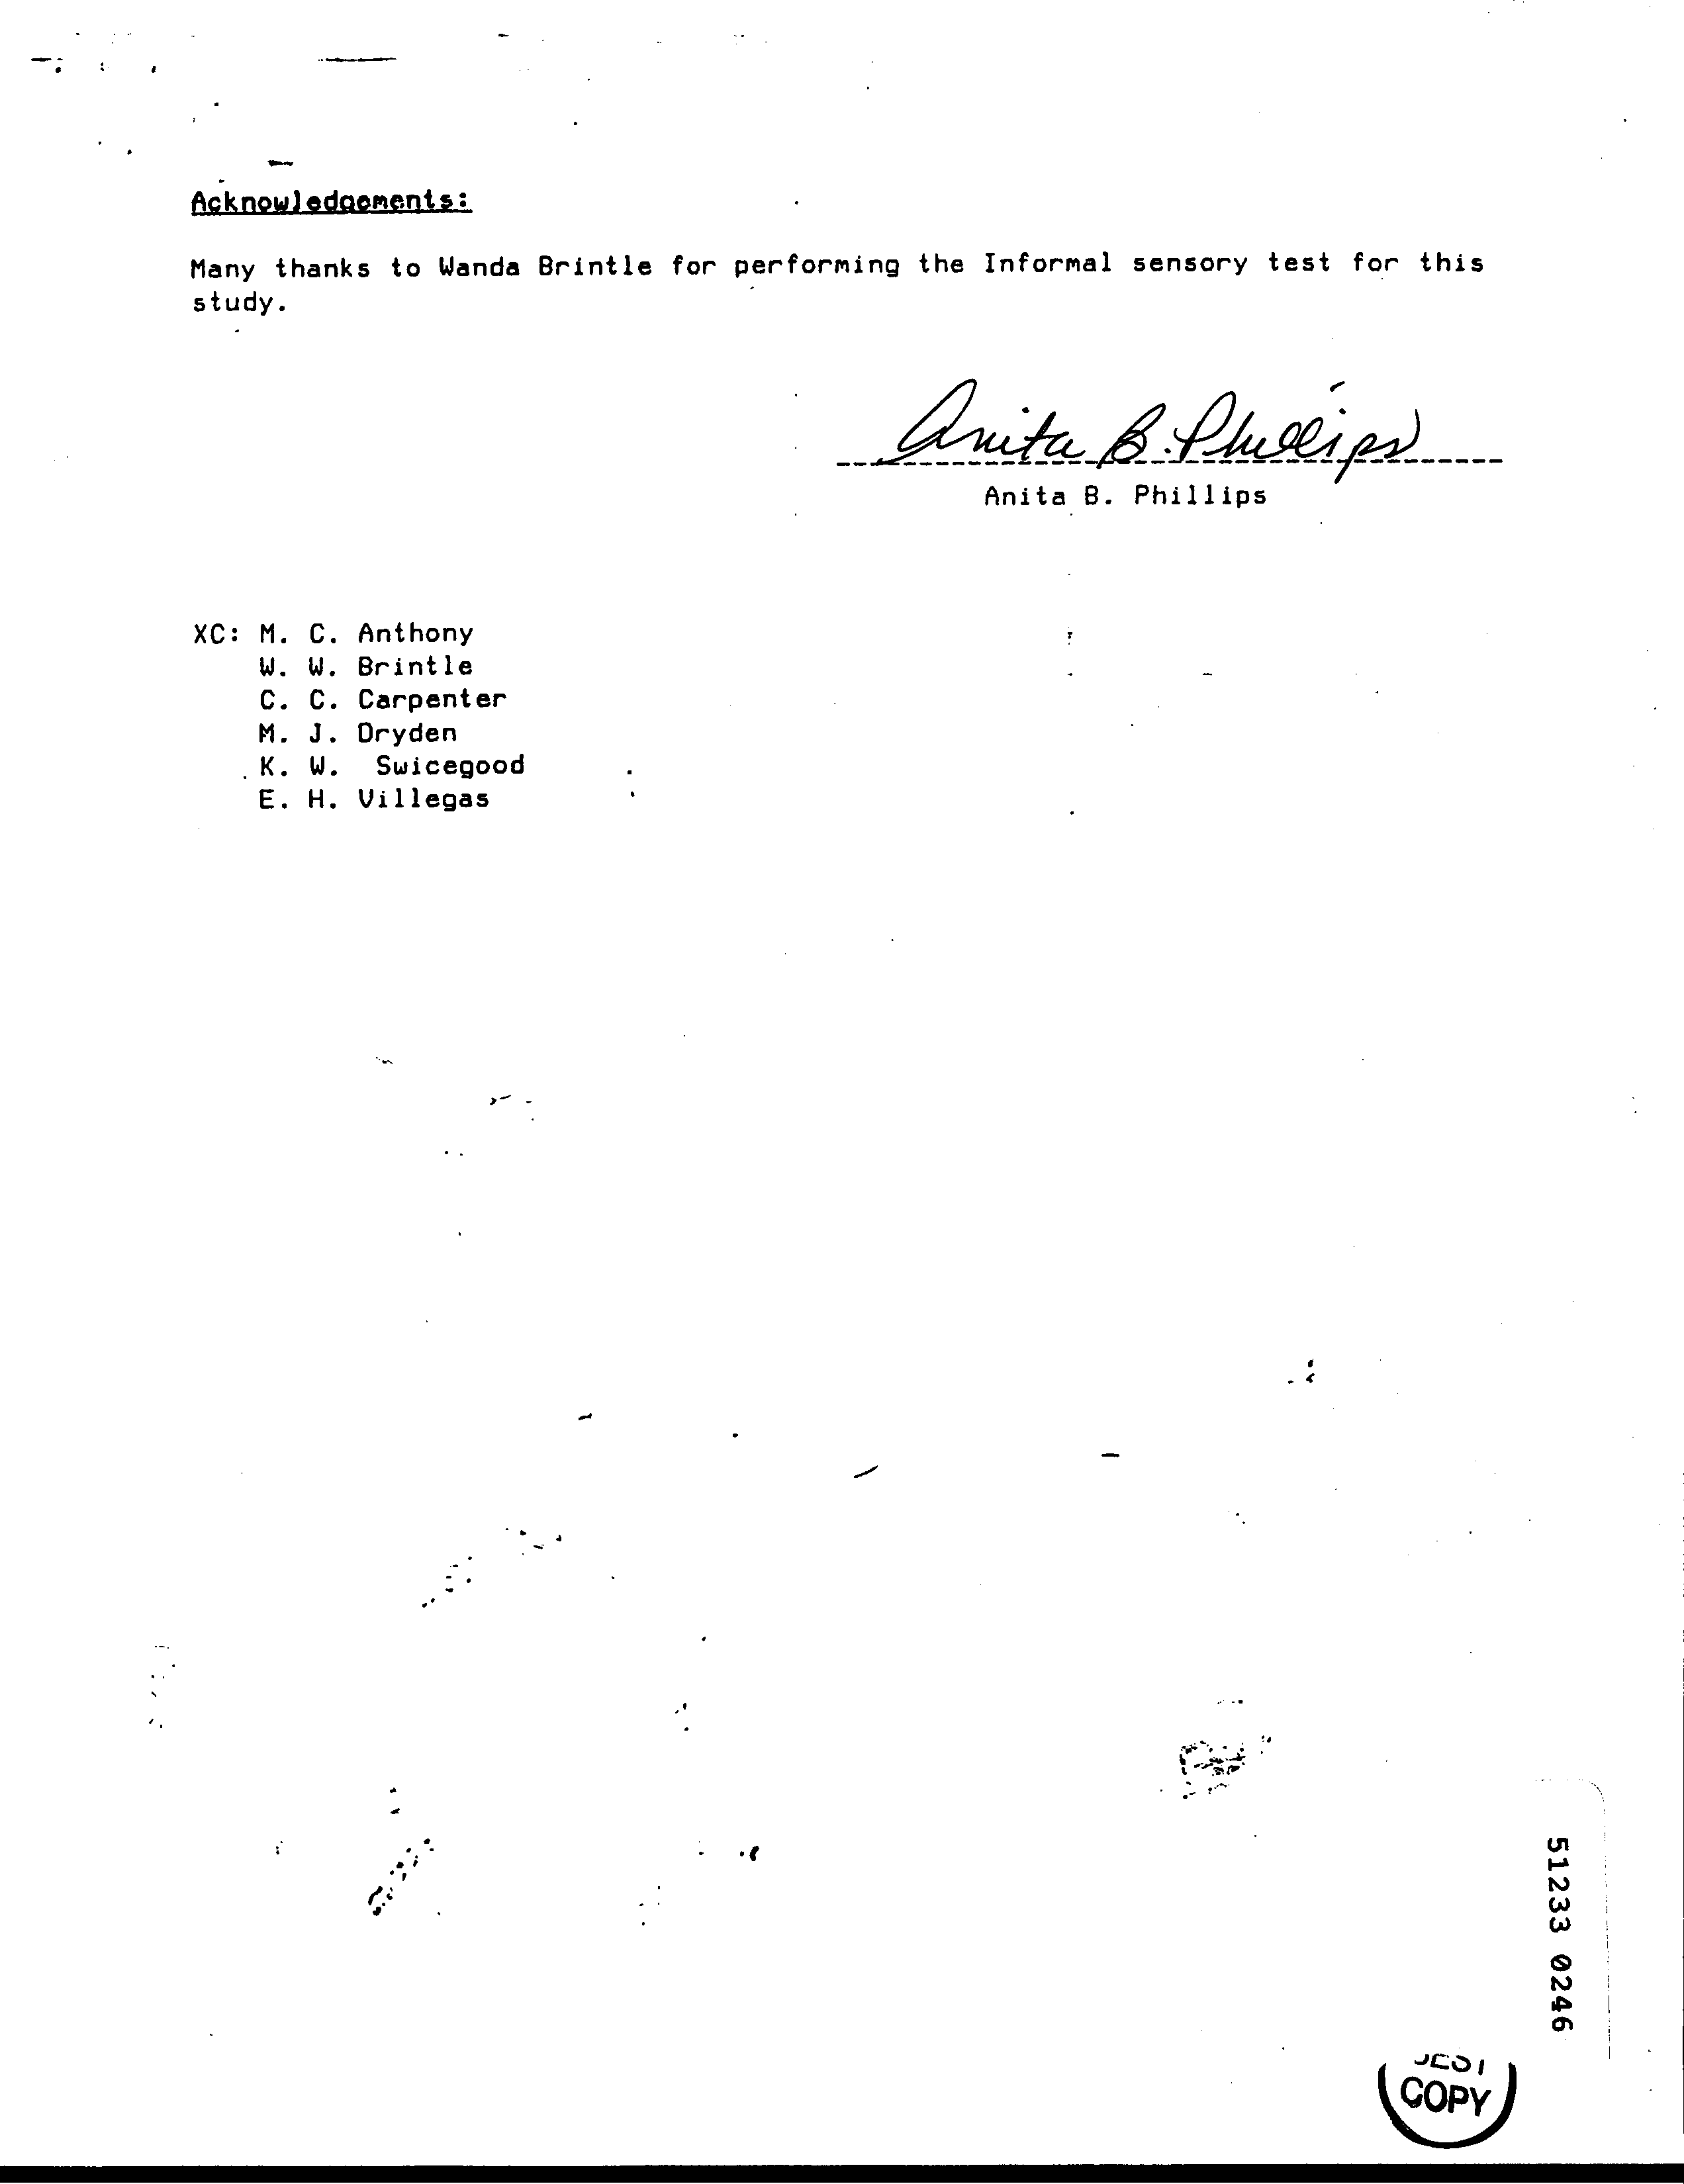 Acknowledgements:
Many thanks to Wanda Brintle for performing the Informal sensory test for this
study.
Anita B. Phillips
Anita B. Phillips
XC: M. C. Anthony
W. W. Brintle
C. C. Carpenter
M. J. Dryden
K. W. Swicegood
E. H. Villegas
51233 0246
COPY